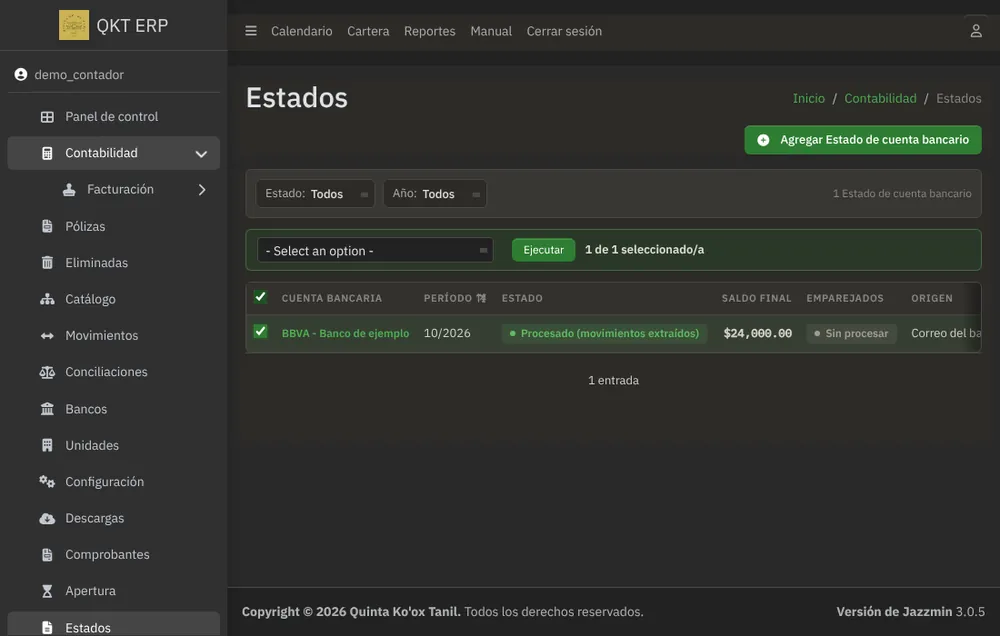 QKT ERP
Calendario Cartera Reportes Manual Cerrar sesión
demo_contador
Panel de control
Contabilidad
Facturación
Pólizas
Eliminadas
Catálogo
Movimientos
Conciliaciones
Bancos
Unidades
Configuración
Descargas
Comprobantes
Apertura
Estados
Estados
Inicio / Contabilidad / Estados
Agregar Estado de cuenta bancario
Estado: Todos Año: Todos 1 Estado de cuenta bancario
- Select an option - Ejecutar 1 de 1 seleccionado/a
CUENTA BANCARIA PERÍODO ESTADO SALDO FINAL EMPAREJADOS ORIGEN
BBVA - Banco de ejemplo 10/2026 Procesado (movimientos extraídos) $24,000.00 Sin procesar Correo del ba
1 entrada
Copyright © 2026 Quinta Ko'ox Tanil. Todos los derechos reservados. Versión de Jazzmin 3.0.5